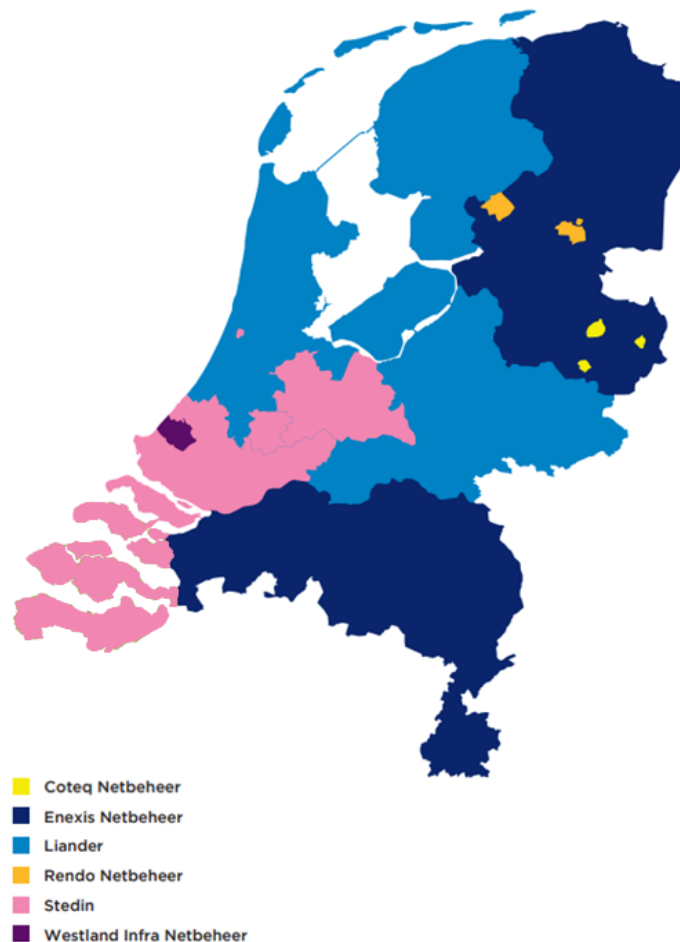 Coteq Netbeheer
Enexis Netbeheer
Liander
Rendo Netbeheer
Stedin
Westland Infra Netbeheer